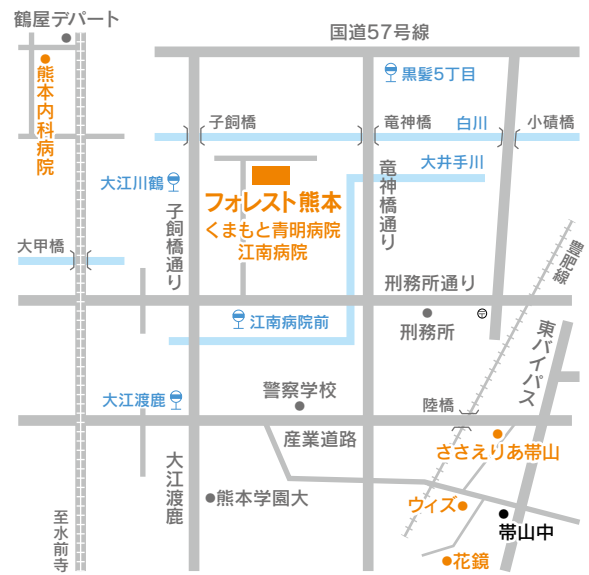 鶴屋デパート
国道57号線
熊本内科病院
黒髪5丁目
子飼橋
竜神橋
白川
小磧橋
大井手川
大江川鶴
竜神橋通り
フォレスト熊本
くまもと青明病院
江南病院
子飼橋通り
大甲橋
豊肥線
刑務所通り
江南病院前
刑務所
東バイパス
警察学校
大江渡鹿
陸橋
産業道路
ささえりあ帯山
大江渡鹿
熊本学園大
ウィズ
帯山中
至水前寺
花鏡